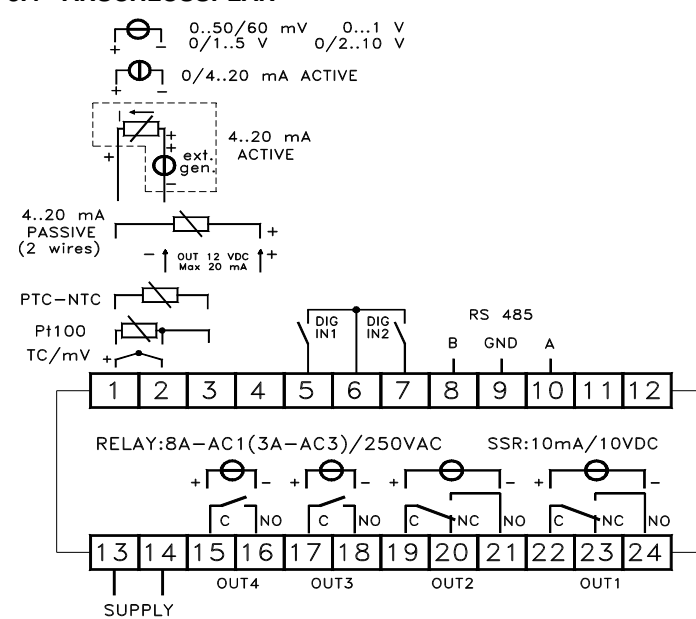 0..50/60 mV 0...1 V
0/1..5 V 0/2..10 V
+ -
0/4..20 mA ACTIVE
+ -
4..20 mA
ACTIVE
+
+
+
ext.
gen.
-
4..20 mA
PASSIVE
(2 wires)
+
- OUT 12 VDC +
Max 20 mA
PTC-NTC
Pt100
TC/mV +
DIG
IN1
DIG
IN2
RS 485
B GND A
1 2 3 4 5 6 7 8 9 10 11 12
RELAY:8A-AC1(3A-AC3)/250VAC SSR:10mA/10VDC
+ - + - + - + -
C NO C NO C NC NO C NC NO
13 14 15 16 17 18 19 20 21 22 23 24
OUT4 OUT3 OUT2 OUT1
SUPPLY